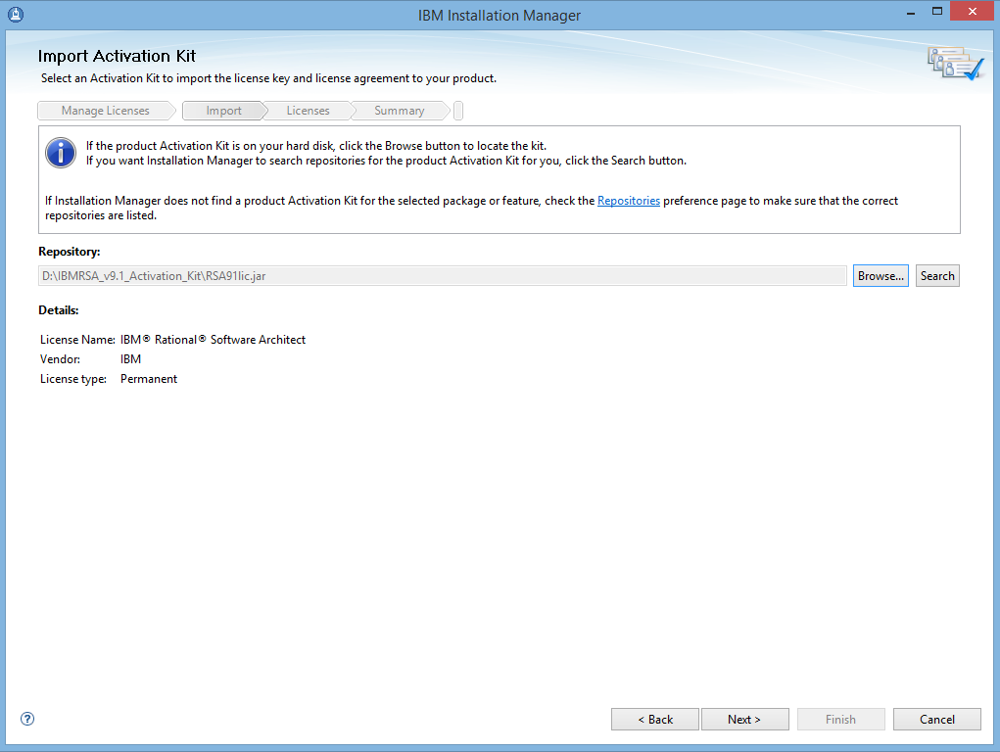 IBM Installation Manager
Import Activation Kit
Select an Activation Kit to import the license key and license agreement to your product.
Manage Licenses
Import
Licenses
Summary
If the product Activation Kit is on your hard disk, click the Browse button to locate the kit.
If you want Installation Manager to search repositories for the product Activation Kit for you, click the Search button.
If Installation Manager does not find a product Activation Kit for the selected package or feature, check the Repositories preference page to make sure that the correct
repositories are listed.
Repository:
D:\IBMRSA_v9.1_Activation_Kit\RSA91lic.jar
Browse...
Search
Details:
License Name: IBM® Rational® Software Architect
Vendor: IBM
License type: Permanent
?
< Back
Next >
Finish
Cancel